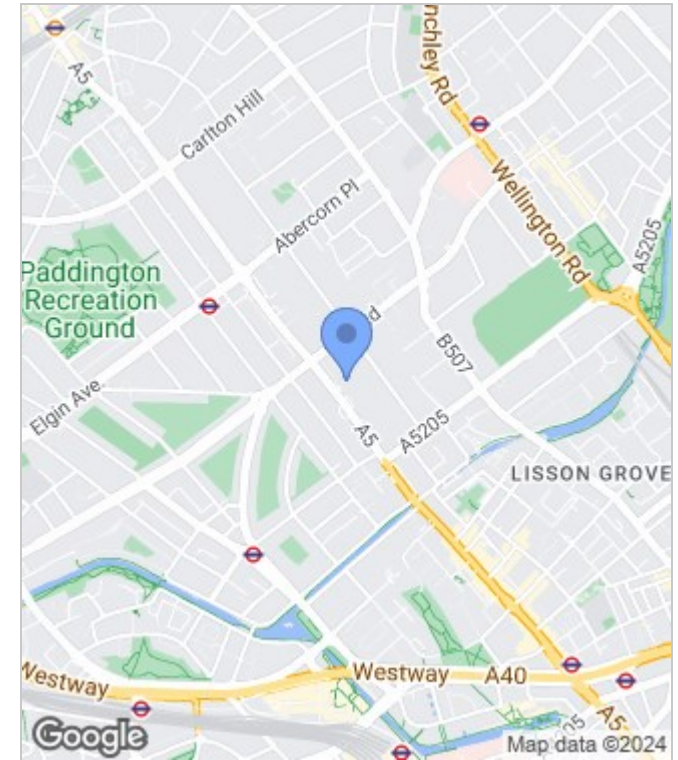 A5
nchley Rd
Carlton Hill
Wellington Rd
Abercorn Pl
A5205
Paddington
Recreation
Ground
d
B507
Elgin Ave.
A5
A5205
LISSON GROVE
Westway
Westway
A40
A5
Google
Map data ©2024